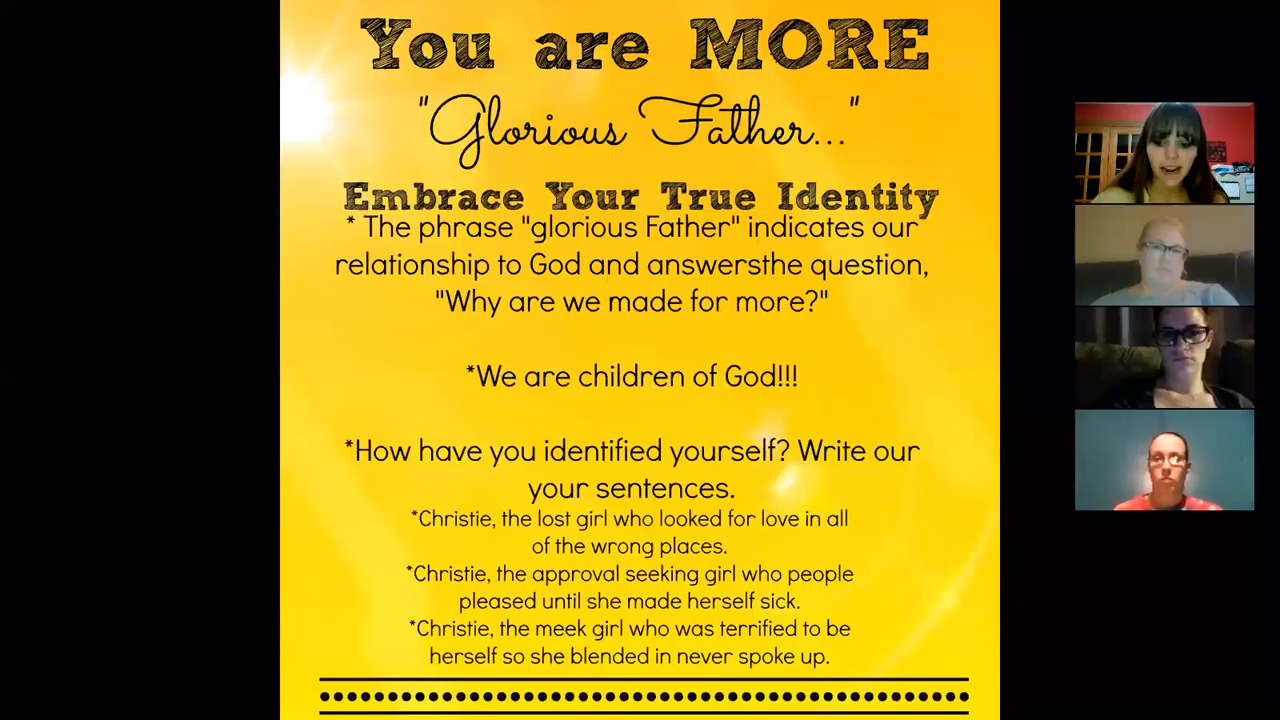 You are MORE
"Glorious Father..."
Embrace Your True Identity
* The phrase "glorious Father" indicates our
relationship to God and answersthe question,
"Why are we made for more?"
*We are children of God!!!
*How have you identified yourself? Write our
your sentences.
*Christie, the lost girl who looked for love in all
of the wrong places.
*Christie, the approval seeking girl who people
pleased until she made herself sick.
*Christie, the meek girl who was terrified to be
herself so she blended in never spoke up.